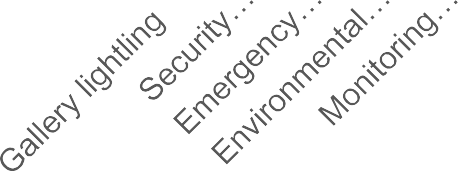 Gallery lightling
Security...
Emergency...
Environmental...
Monitoring...